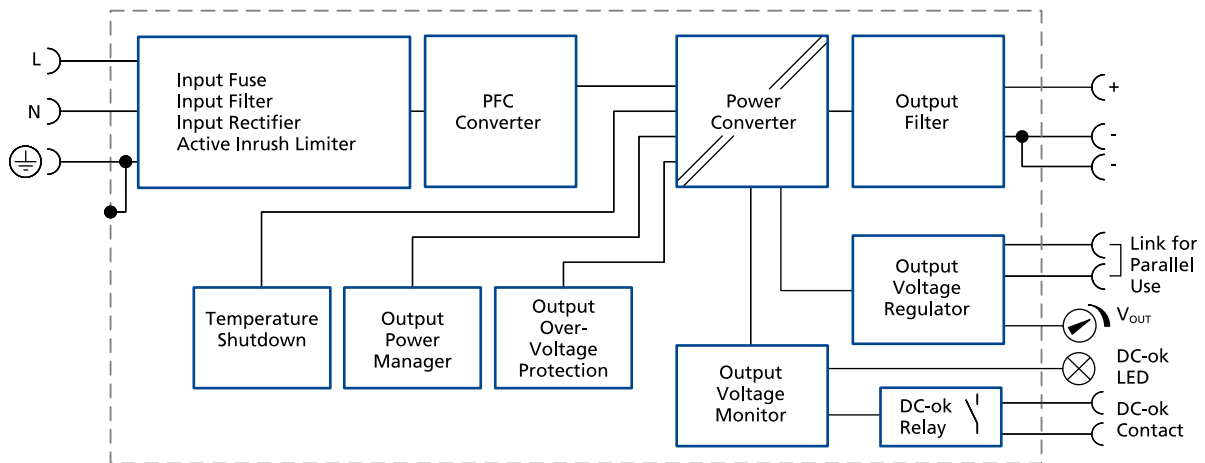 L
N
Input Fuse
Input Filter
Input Rectifier
Active Inrush Limiter
PFC
Converter
Power
Converter
Output
Filter
+
-
-
Temperature
Shutdown
Output
Power
Manager
Output
Over-
Voltage
Protection
Output
Voltage
Regulator
Link for
Parallel
Use
VOUT
Output
Voltage
Monitor
DC-ok
LED
DC-ok
Relay
DC-ok
Contact